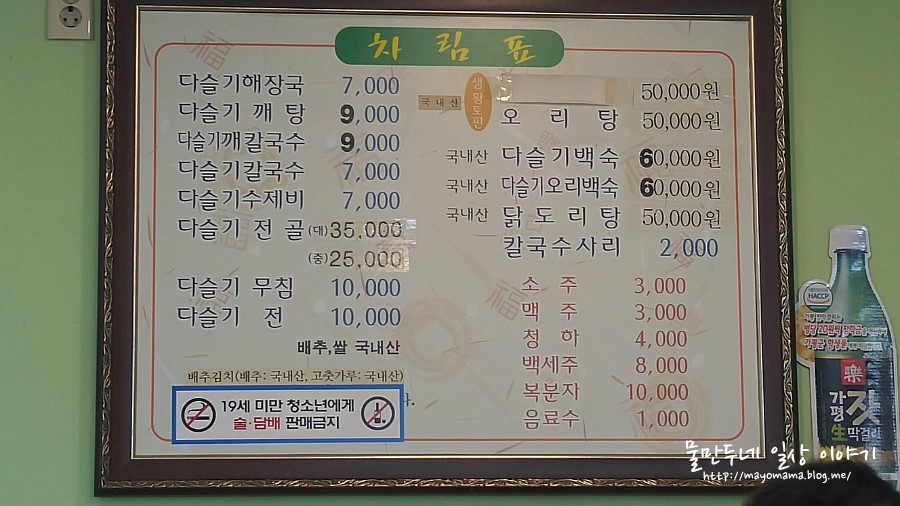 차림표
다슬기해장국 7,000
다슬기 깨 탕 9,000
다슬기깨칼국수 9,000
다슬기칼국수 7,000
다슬기수제비 7,000
다슬기 전 골 (대) 35,000
(중) 25,000
다슬기 무침 10,000
다슬기 전 10,000
배추,쌀 국내산
배추김치(배추: 국내산, 고춧가루: 국내산)
19세 미만 청소년에게
술·담배 판매금지
다.
국내산
50,000원
오 리 탕 50,000원
국내산 다슬기백숙 60,000원
국내산 다슬기오리백숙 60,000원
국내산 닭도리탕 50,000원
칼국수사리 2,000
소 주 3,000
맥 주 3,000
청 하 4,000
백세주 8,000
복분자 10,000
음료수 1,000
HACCP
樂
가평 잣
生 막걸리
물만두네 일상 이야기
http://mayomama.blog.me/
福